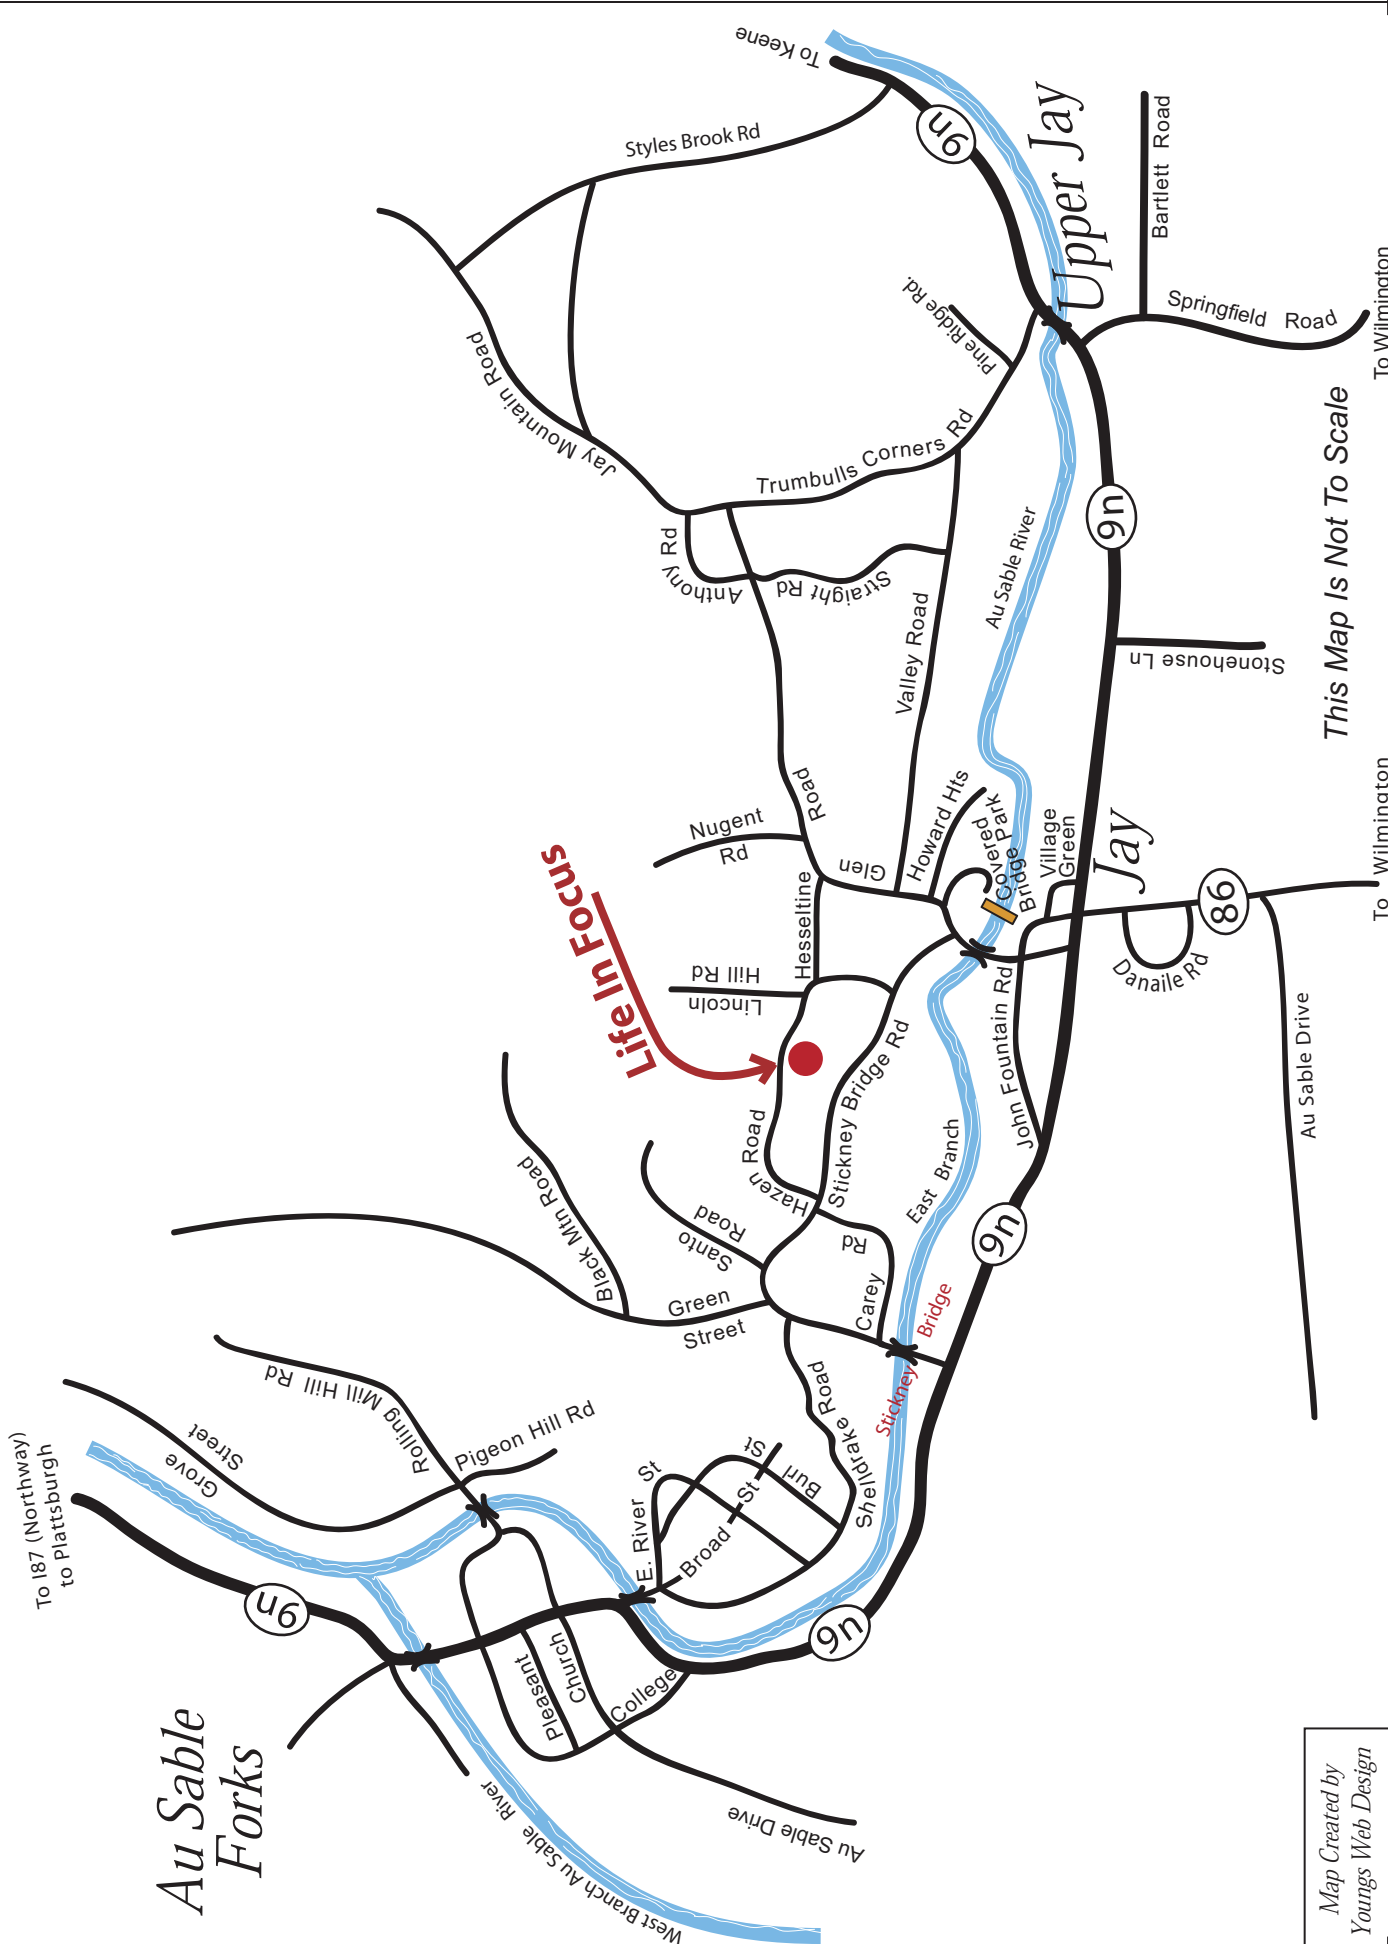 To I87 (Northway)
to Plattsburgh
9n
Au Sable
Forks
Grove
Street
Rolling Mill Hill Rd
Pigeon Hill Rd
West Branch Au Sable River
Pleasant
Church
College
Au Sable Drive
E. River St
Broad St
Burl St
Shelldrake Road
9n
Green
Street
Black Mtn Road
Santo
Road
Stickney Bridge
Carey Rd
Hazen Road
Stickney Bridge Rd
East Branch
9n
Life In Focus
Lincoln
Hill Rd
Hesseltine
Nugent
Rd
Glen Road
Howard Hts
Covered
Bridge Park
Bridge
Village
Green
John Fountain Rd
Jay
86
Danaile Rd
Au Sable Drive
To Wilmington
Valley Road
Straight Rd
Anthony Rd
Au Sable River
Stonehouse Ln
9n
Trumbulls Corners Rd
Jay Mountain Road
Pine Ridge Rd.
Styles Brook Rd
To Keene
9n
Upper Jay
Bartlett Road
Springfield Road
To Wilmington
This Map Is Not To Scale
Map Created by
Youngs Web Design